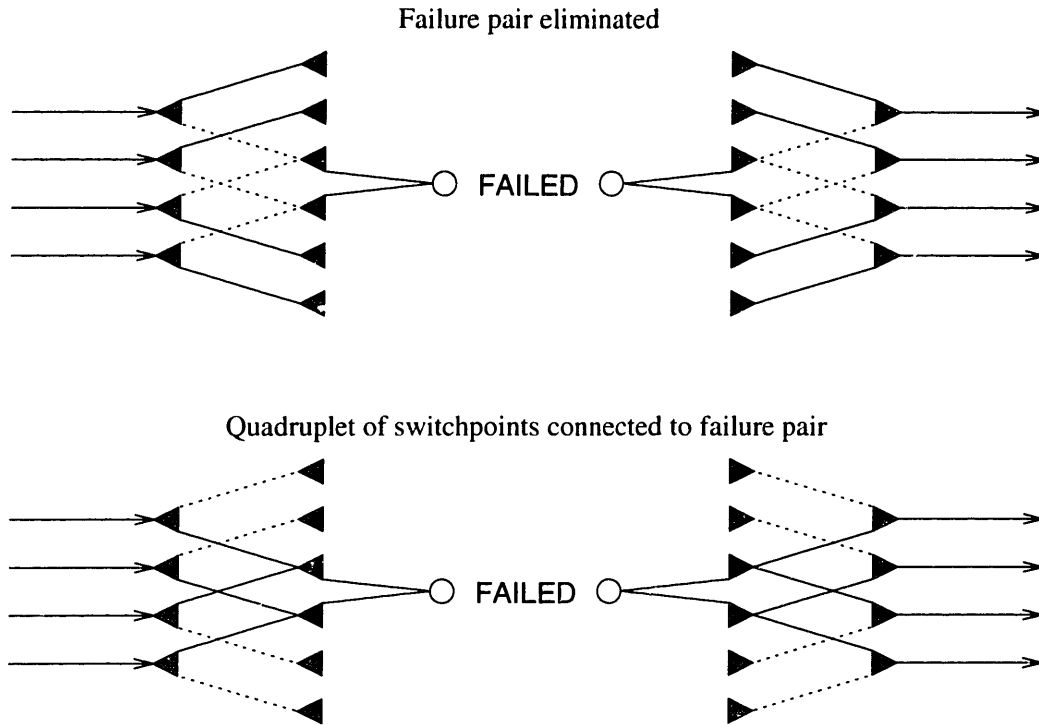 Failure pair eliminated
FAILED
Quadruplet of switchpoints connected to failure pair
FAILED